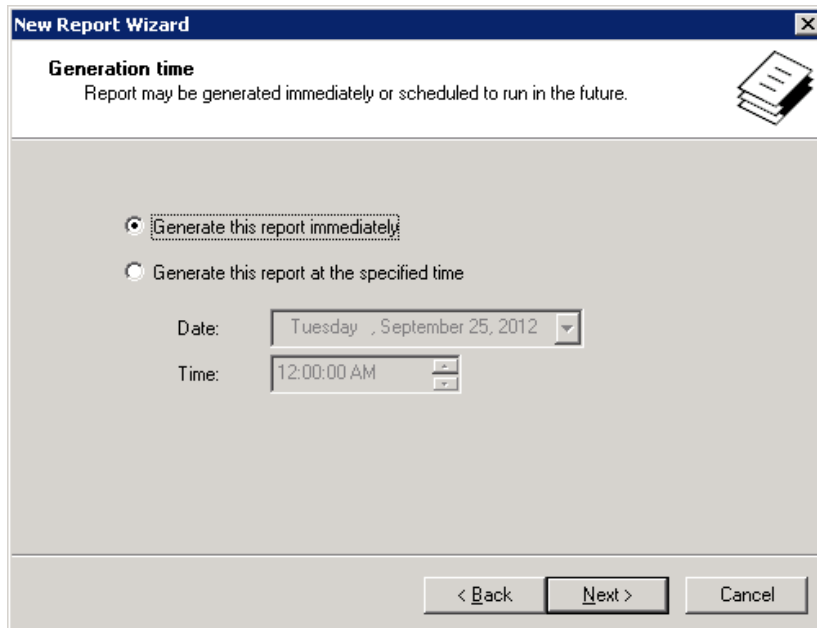 New Report Wizard
Generation time
Report may be generated immediately or scheduled to run in the future.
Generate this report immediately
Generate this report at the specified time
Date: Tuesday , September 25, 2012
Time: 12:00:00 AM
< Back Next > Cancel